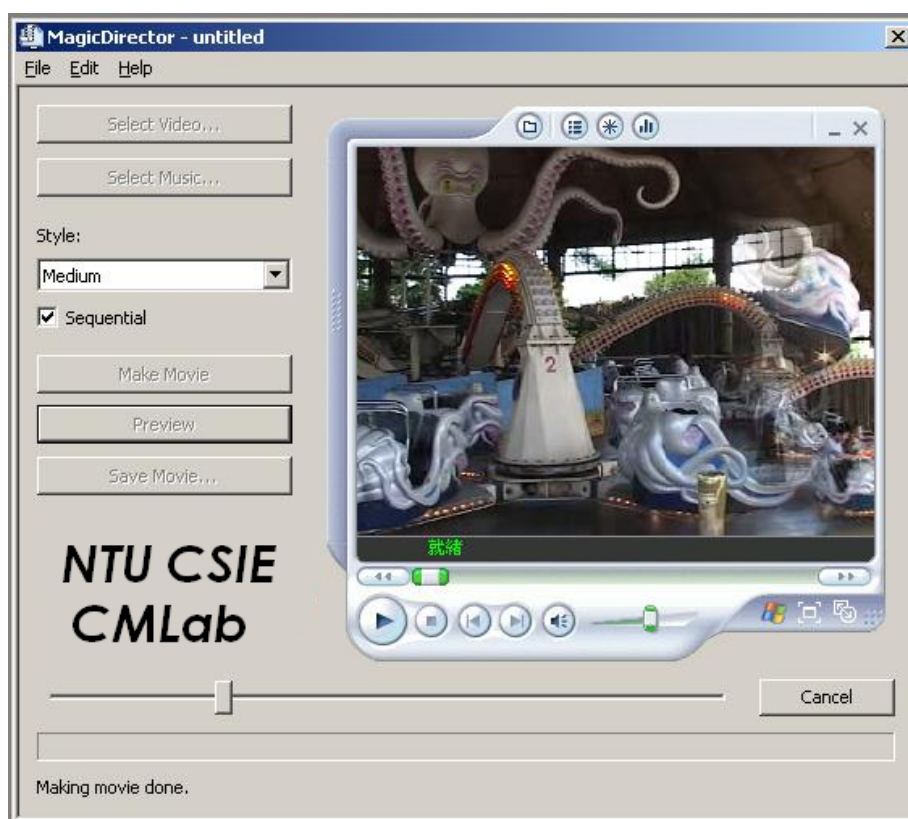 MagicDirector - untitled
File Edit Help
Select Video...
Select Music...
Style:
Medium
Sequential
Make Movie
Preview
Save Movie...
NTU CSIE
CMLab
2
就緒
Cancel
Making movie done.